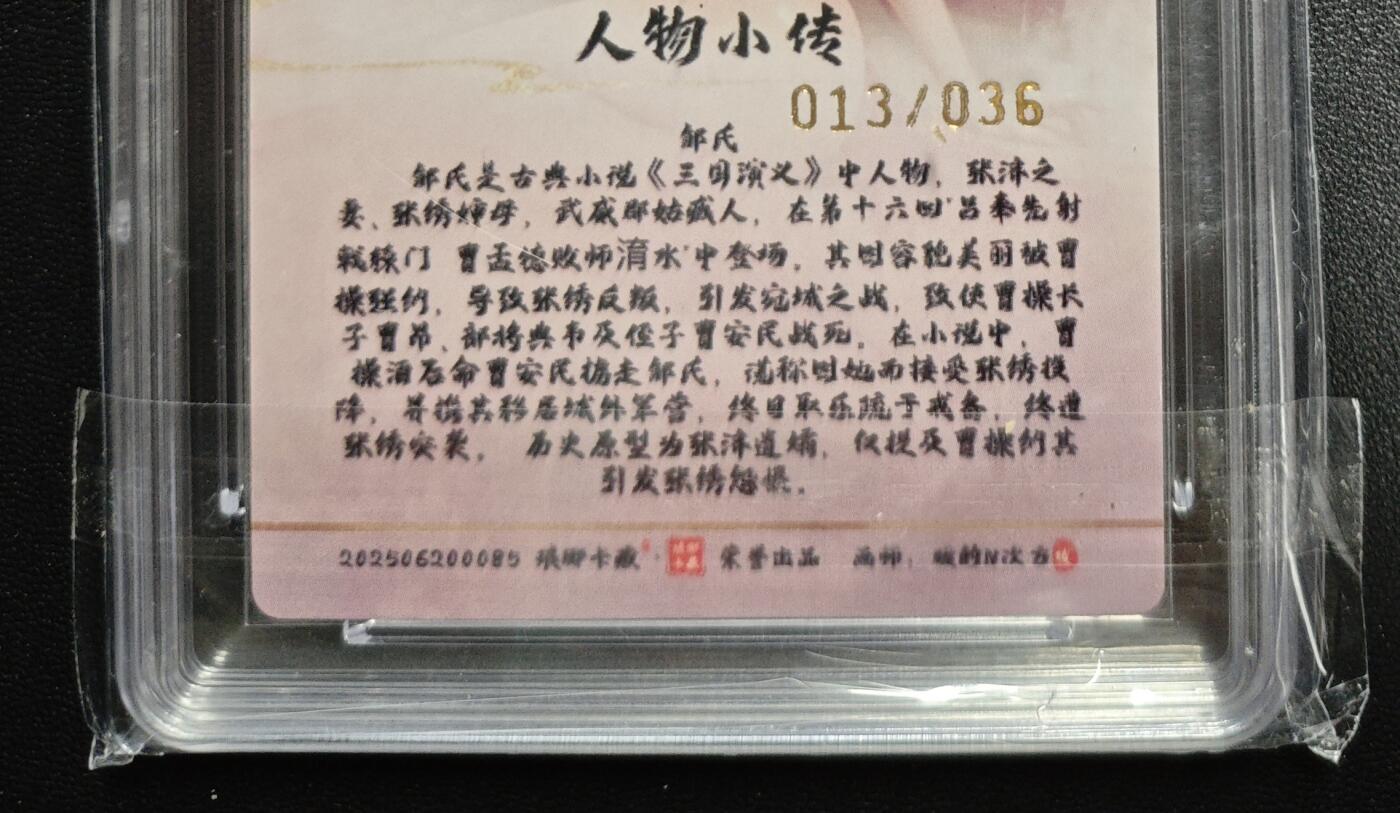 人物小传
013/036
邹氏
邹氏是古典小说《三国演义》中人物，张济之
妻、张绣婶母，武威郡姑臧人，在第十六回"吕奉先射
戟辕门 曹孟德败师淯水"中登场，其因容貌美丽被曹
操强纳，导致张绣反叛，引发宛城之战，致使曹操长
子曹昂、部将典韦及侄子曹安民战死。在小说中，曹
操酒后命曹安民掳走邹氏，谎称因她而接受张绣投
降，并携其移居城外军营，终日取乐疏于戒备，终遭
张绣突袭。 历史原型为张济遗孀，仅提及曹操纳其
引发张绣怨恨。
202506200085 琅琊卡藏 · 琅琊卡藏 荣誉出品 画师：的N次方